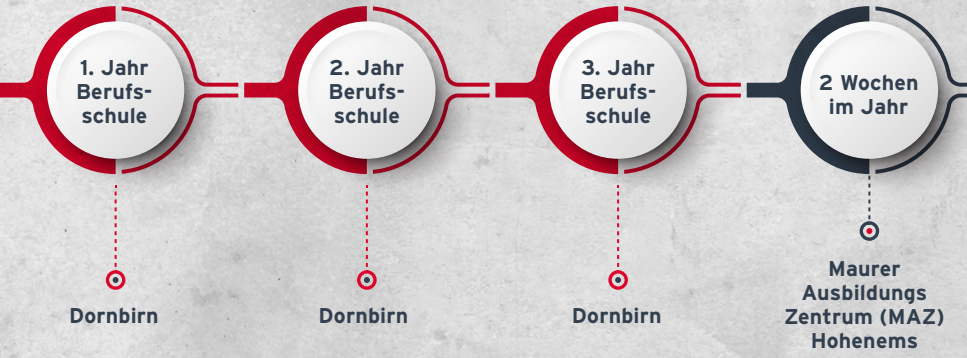 1. Jahr
Berufs-
schule
2. Jahr
Berufs-
schule
3. Jahr
Berufs-
schule
2 Wochen
im Jahr
Dornbirn
Dornbirn
Dornbirn
Maurer
Ausbildungs
Zentrum (MAZ)
Hohenems